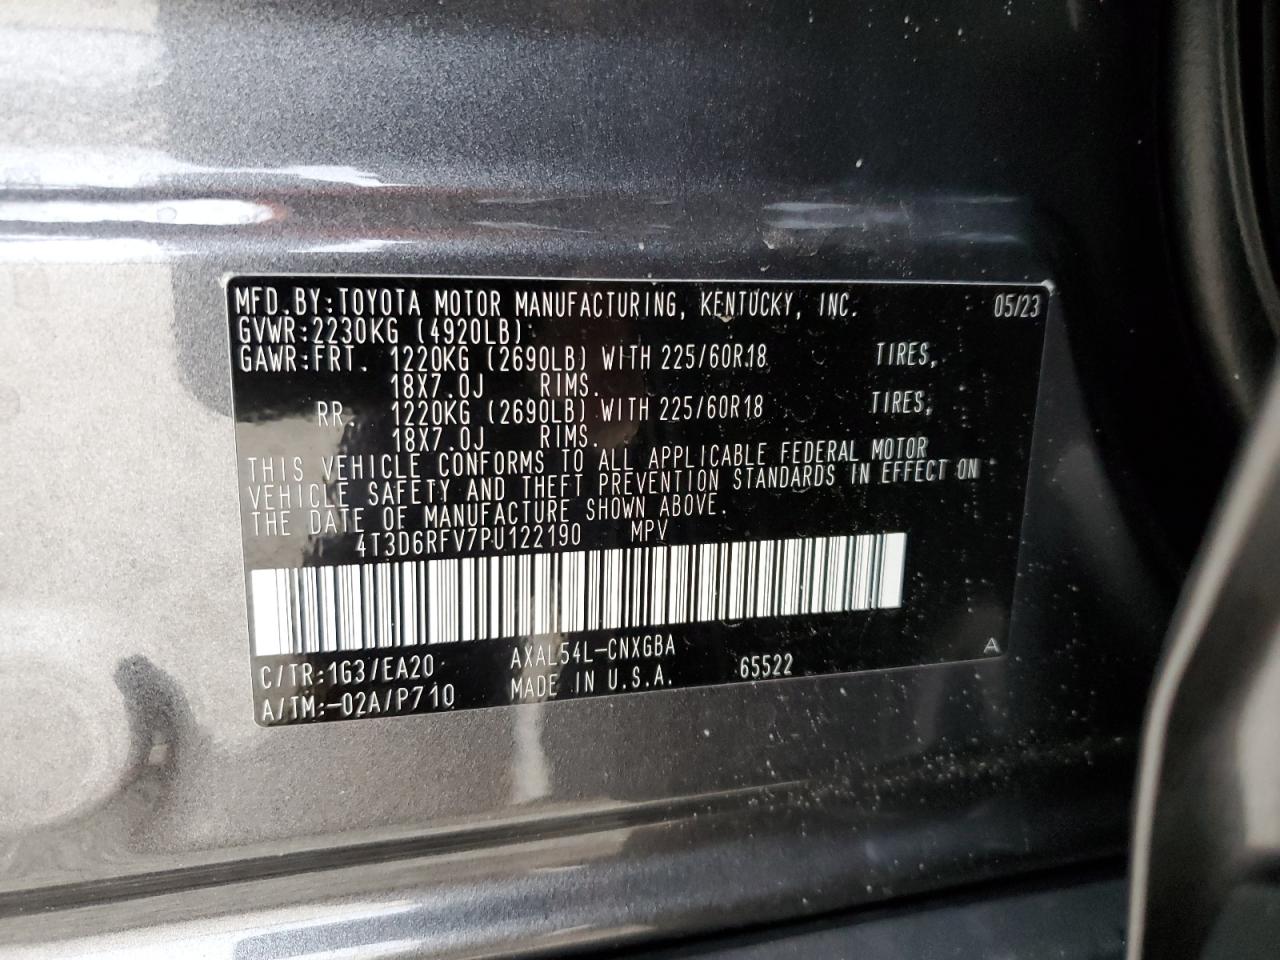 MFD.BY:TOYOTA MOTOR MANUFACTURING, KENTUCKY, INC. 05/23
GVWR:2230KG (4920LB)
GAWR:FRT. 1220KG (2690LB) WITH 225/60R18 TIRES,
18X7.0J RIMS.
RR. 1220KG (2690LB) WITH 225/60R18 TIRES,
18X7.0J RIMS.
THIS VEHICLE CONFORMS TO ALL APPLICABLE FEDERAL MOTOR
VEHICLE SAFETY AND THEFT PREVENTION STANDARDS IN EFFECT ON
THE DATE OF MANUFACTURE SHOWN ABOVE.
4T3D6RFV7PU122190 MPV
C/TR:1G3/EA20 AXAL54L-CNXGBA A
A/TM:-02A/P710 MADE IN U.S.A. 65522